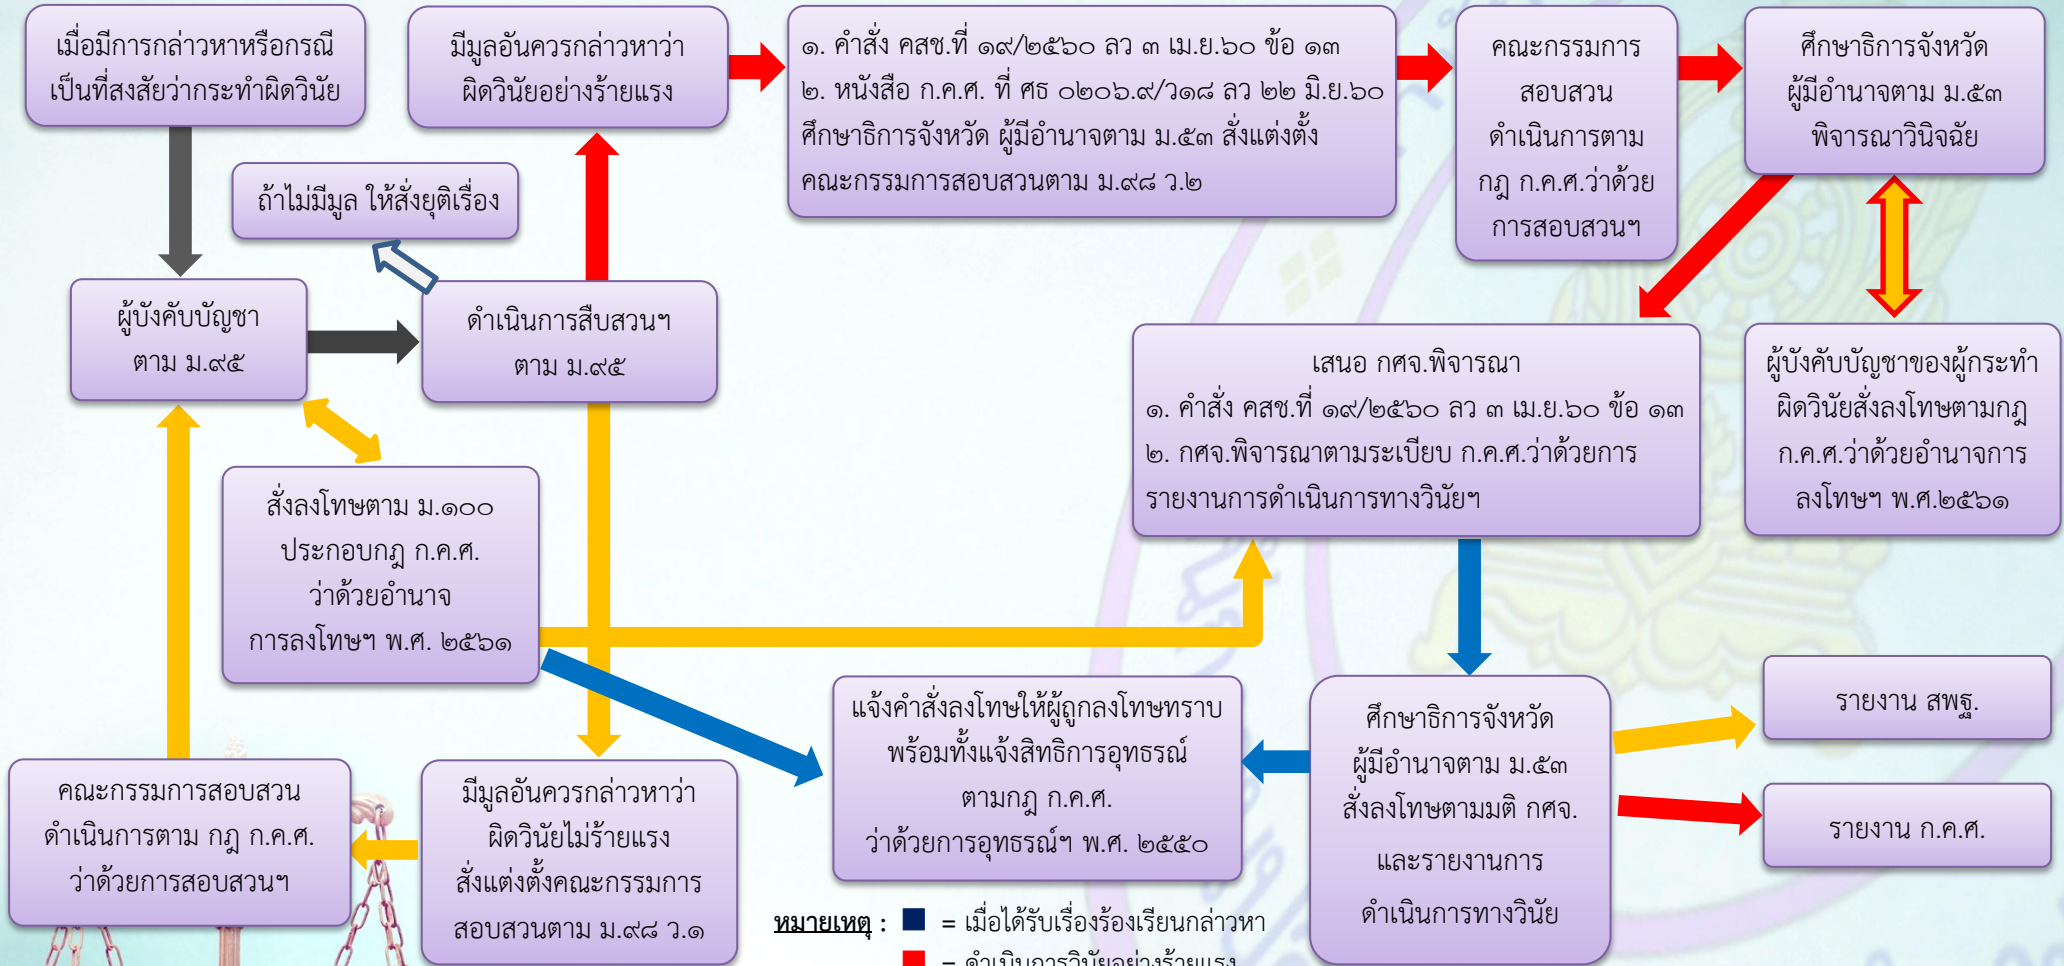 เมื่อมีการกล่าวหาหรือกรณี
เป็นที่สงสัยว่ากระทำผิดวินัย
มีมูลอันควรกล่าวหาว่า
ผิดวินัยอย่างร้ายแรง
๑. คำสั่ง คสช.ที่ ๑๙/๒๕๖๐ ลว ๓ เม.ย.๖๐ ข้อ ๑๓
๒. หนังสือ ก.ค.ศ. ที่ ศธ ๐๒๐๖.๙/ว๑๘ ลว ๒๒ มิ.ย.๖๐
ศึกษาธิการจังหวัด ผู้มีอำนาจตาม ม.๕๓ สั่งแต่งตั้ง
คณะกรรมการสอบสวนตาม ม.๙๘ ว.๒
คณะกรรมการ
สอบสวน
ดำเนินการตาม
กฎ ก.ค.ศ.ว่าด้วย
การสอบสวนฯ
ศึกษาธิการจังหวัด
ผู้มีอำนาจตาม ม.๕๓
พิจารณาวินิจฉัย
ถ้าไม่มีมูล ให้สั่งยุติเรื่อง
ผู้บังคับบัญชา
ตาม ม.๙๕
ดำเนินการสืบสวนฯ
ตาม ม.๙๕
เสนอ กศจ.พิจารณา
๑. คำสั่ง คสช.ที่ ๑๙/๒๕๖๐ ลว ๓ เม.ย.๖๐ ข้อ ๑๓
๒. กศจ.พิจารณาตามระเบียบ ก.ค.ศ.ว่าด้วยการ
รายงานการดำเนินการทางวินัยฯ
ผู้บังคับบัญชาของผู้กระทำ
ผิดวินัยสั่งลงโทษตามกฎ
ก.ค.ศ.ว่าด้วยอำนาจการ
ลงโทษฯ พ.ศ.๒๕๖๑
สั่งลงโทษตาม ม.๑๐๐
ประกอบกฎ ก.ค.ศ.
ว่าด้วยอำนาจ
การลงโทษฯ พ.ศ. ๒๕๖๑
คณะกรรมการสอบสวน
ดำเนินการตาม กฎ ก.ค.ศ.
ว่าด้วยการสอบสวนฯ
มีมูลอันควรกล่าวหาว่า
ผิดวินัยไม่ร้ายแรง
สั่งแต่งตั้งคณะกรรมการ
สอบสวนตาม ม.๙๘ ว.๑
แจ้งคำสั่งลงโทษให้ผู้ถูกลงโทษทราบ
พร้อมทั้งแจ้งสิทธิการอุทธรณ์
ตามกฎ ก.ค.ศ.
ว่าด้วยการอุทธรณ์ฯ พ.ศ. ๒๕๕๐
ศึกษาธิการจังหวัด
ผู้มีอำนาจตาม ม.๕๓
สั่งลงโทษตามมติ กศจ.
และรายงานการ
ดำเนินการทางวินัย
รายงาน สพฐ.
รายงาน ก.ค.ศ.
หมายเหตุ : = เมื่อได้รับเรื่องร้องเรียนกล่าวหา
= ดำเนินการวินัยอย่างร้ายแรง